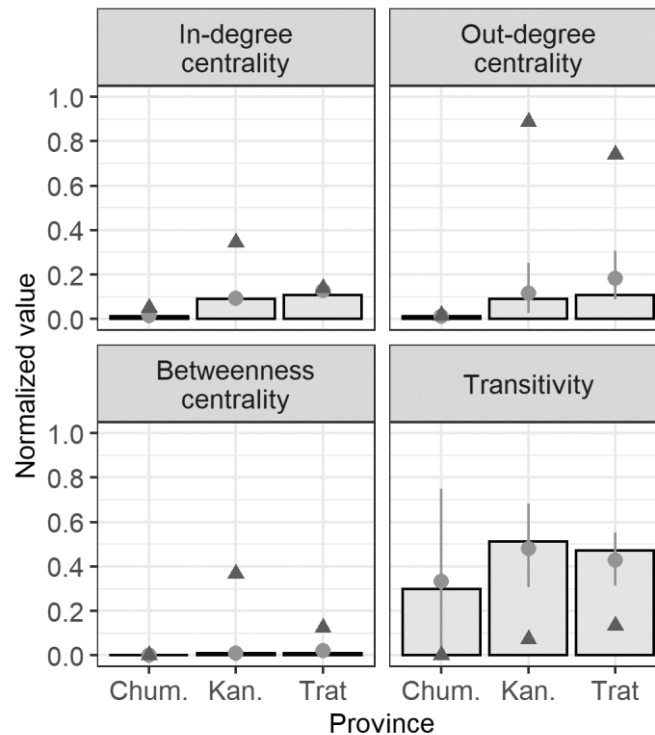 In-degree
centrality
Out-degree
centrality
1.0
0.8
0.6
0.4
0.2
0.0
Normalized value
Betweenness
centrality
Transitivity
1.0
0.8
0.6
0.4
0.2
0.0
Chum. Kan. Trat Chum. Kan. Trat
Province